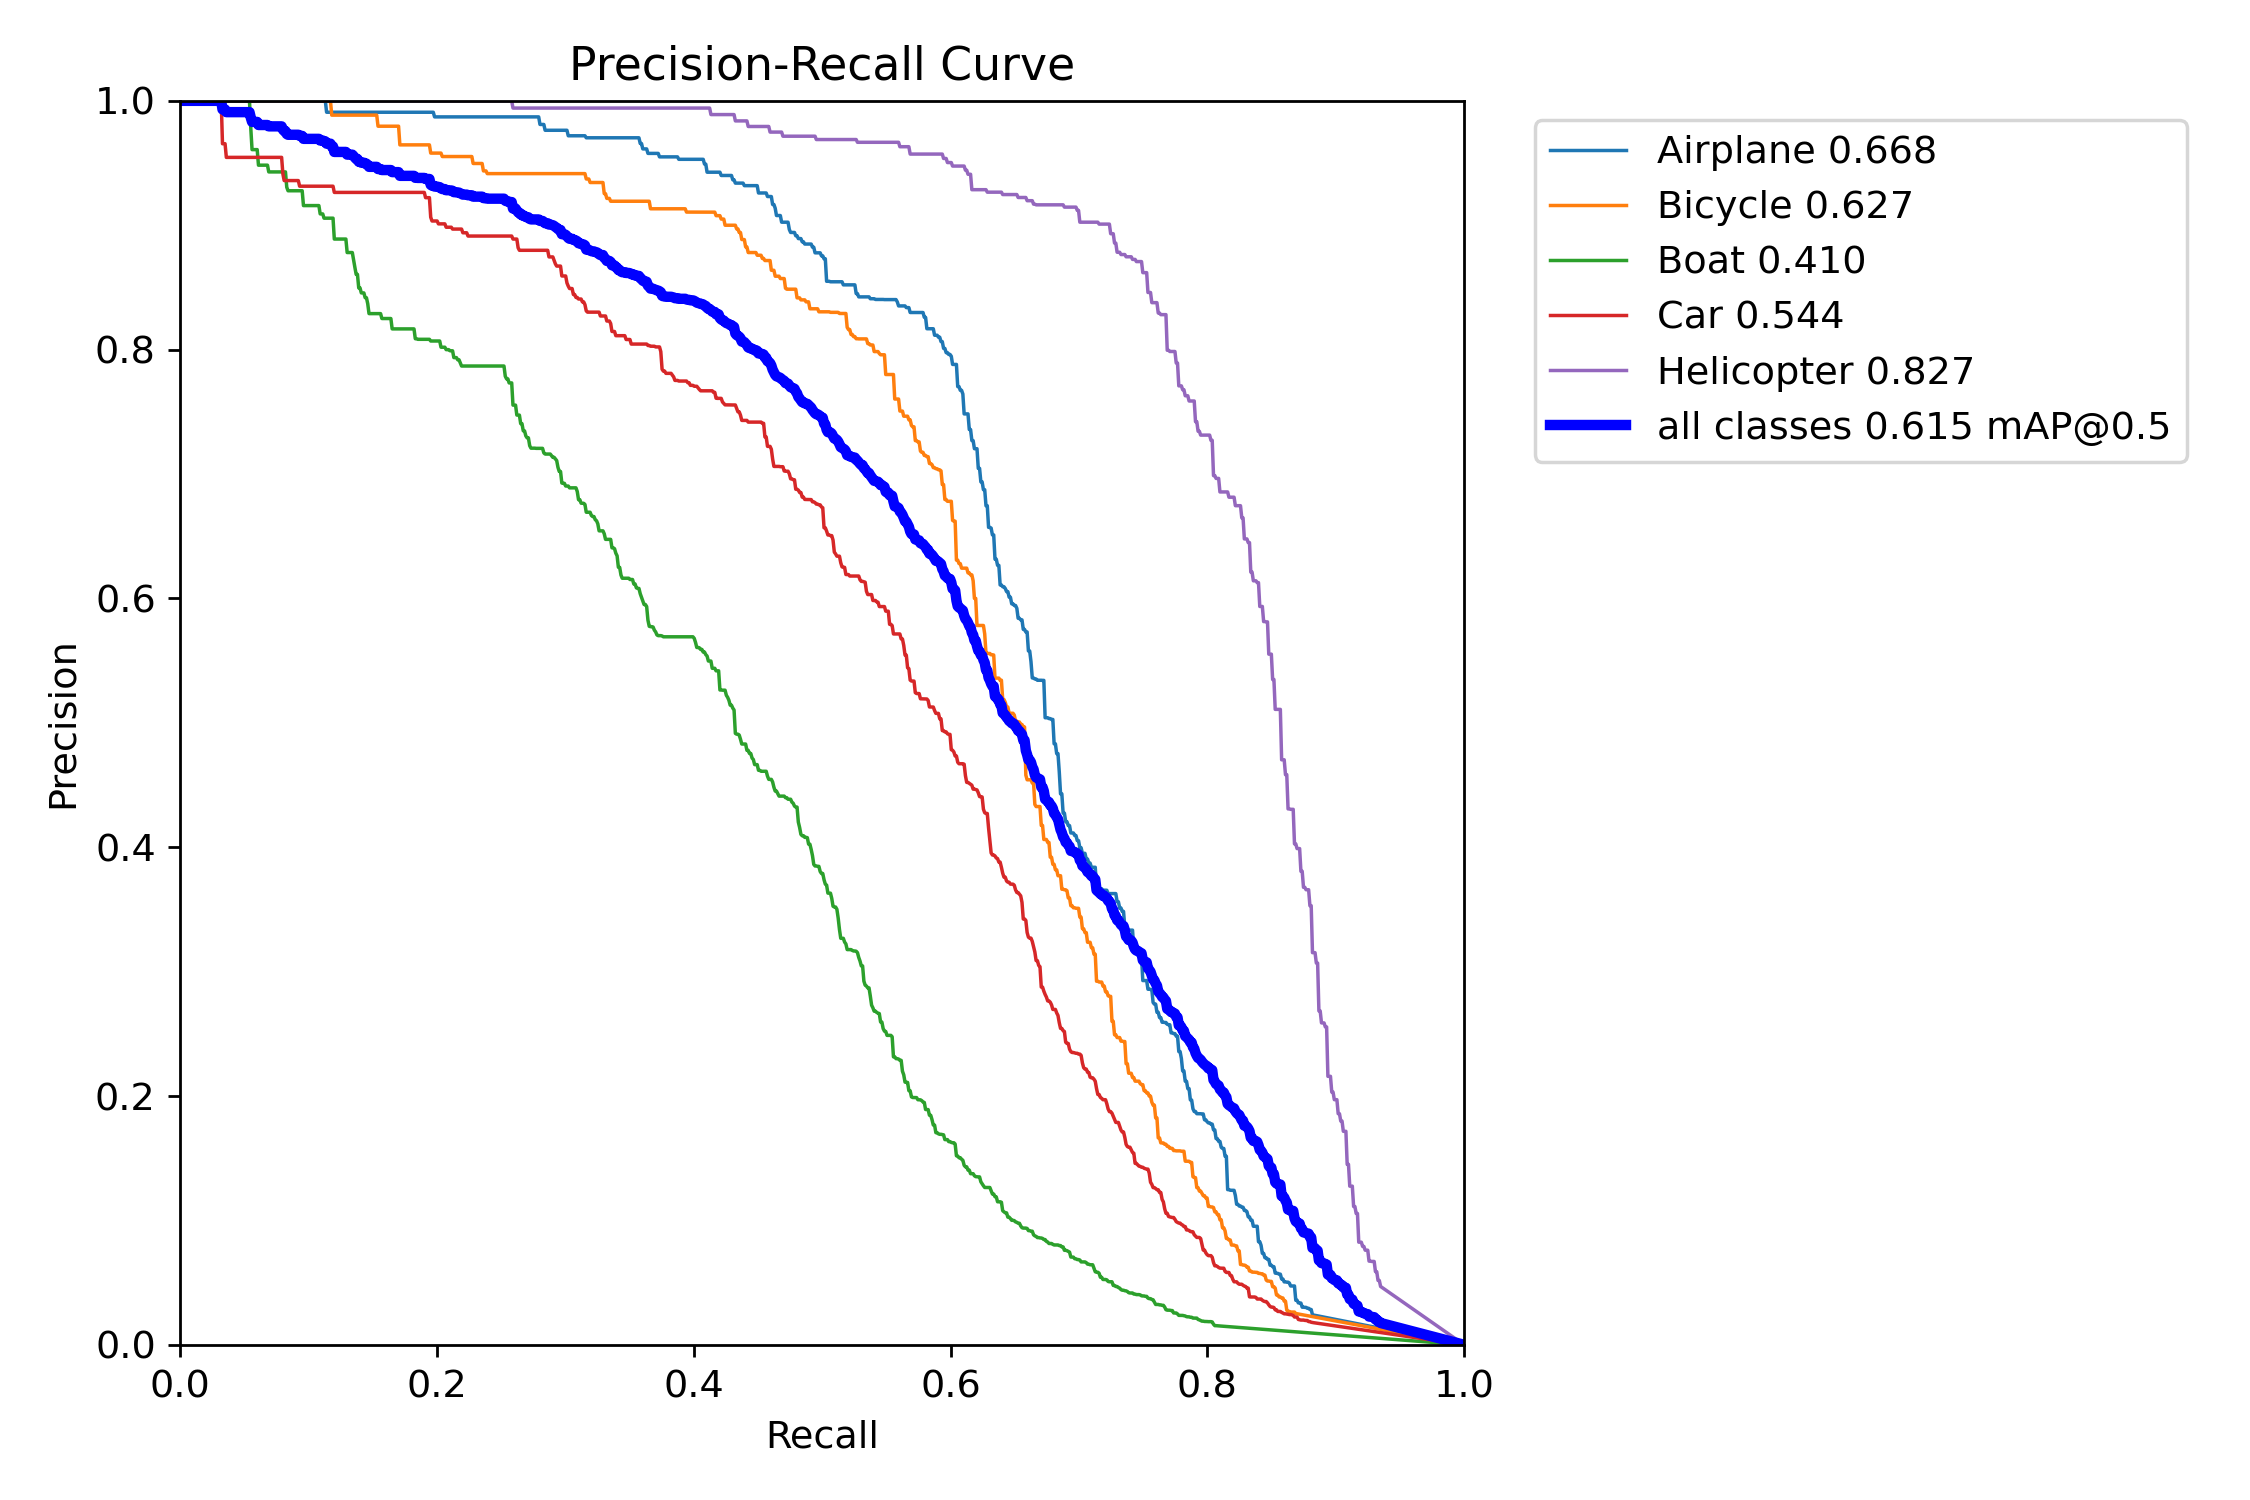 Precision-Recall Curve
1.0
0.8
0.6
0.4
0.2
0.0
Precision
0.0 0.2 0.4 0.6 0.8 1.0
Recall
Airplane 0.668
Bicycle 0.627
Boat 0.410
Car 0.544
Helicopter 0.827
all classes 0.615 mAP@0.5